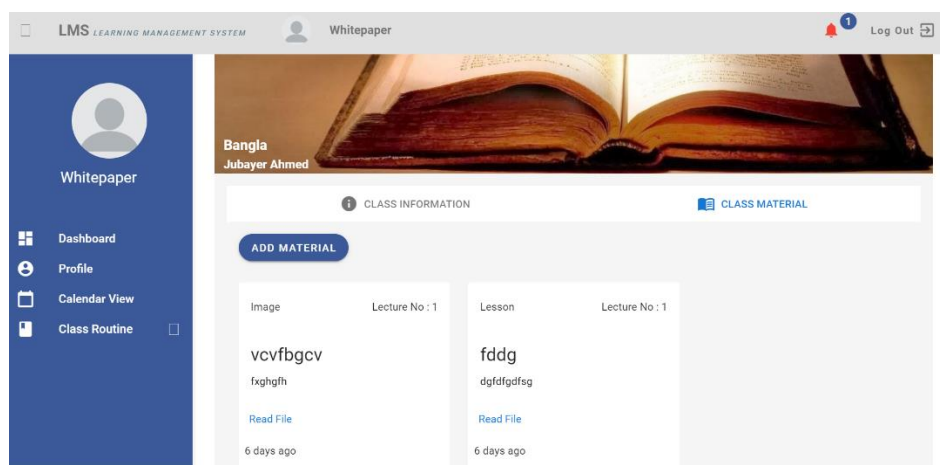 LMS LEARNING MANAGEMENT SYSTEM
Whitepaper
1
Log Out
Whitepaper
Dashboard
Profile
Calendar View
Class Routine
Bangla
Jubayer Ahmed
CLASS INFORMATION
CLASS MATERIAL
ADD MATERIAL
Image Lecture No : 1
vcvfbgcv
fxghgfh
Read File
6 days ago
Lesson Lecture No : 1
fddg
dgfdfgdfsg
Read File
6 days ago